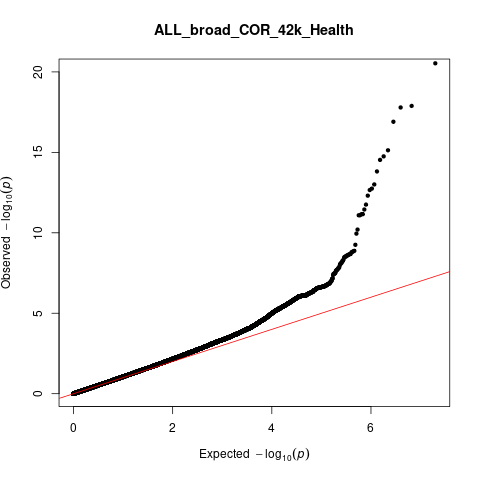 ALL_broad_COR_42k_Health
20
15
10
5
0
Observed −log10(p)
0 2 4 6
Expected −log10(p)